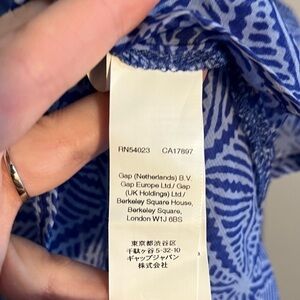 RN54023 CA17897
Gap (Netherlands) B.V.
Gap Europe Ltd./ Gap
(UK Holdings) Ltd./
Berkeley Square House,
Berkeley Square,
London W1J 6BS
東京都渋谷区
千駄ヶ谷 5-32-10
ギャップジャパン
株式会社